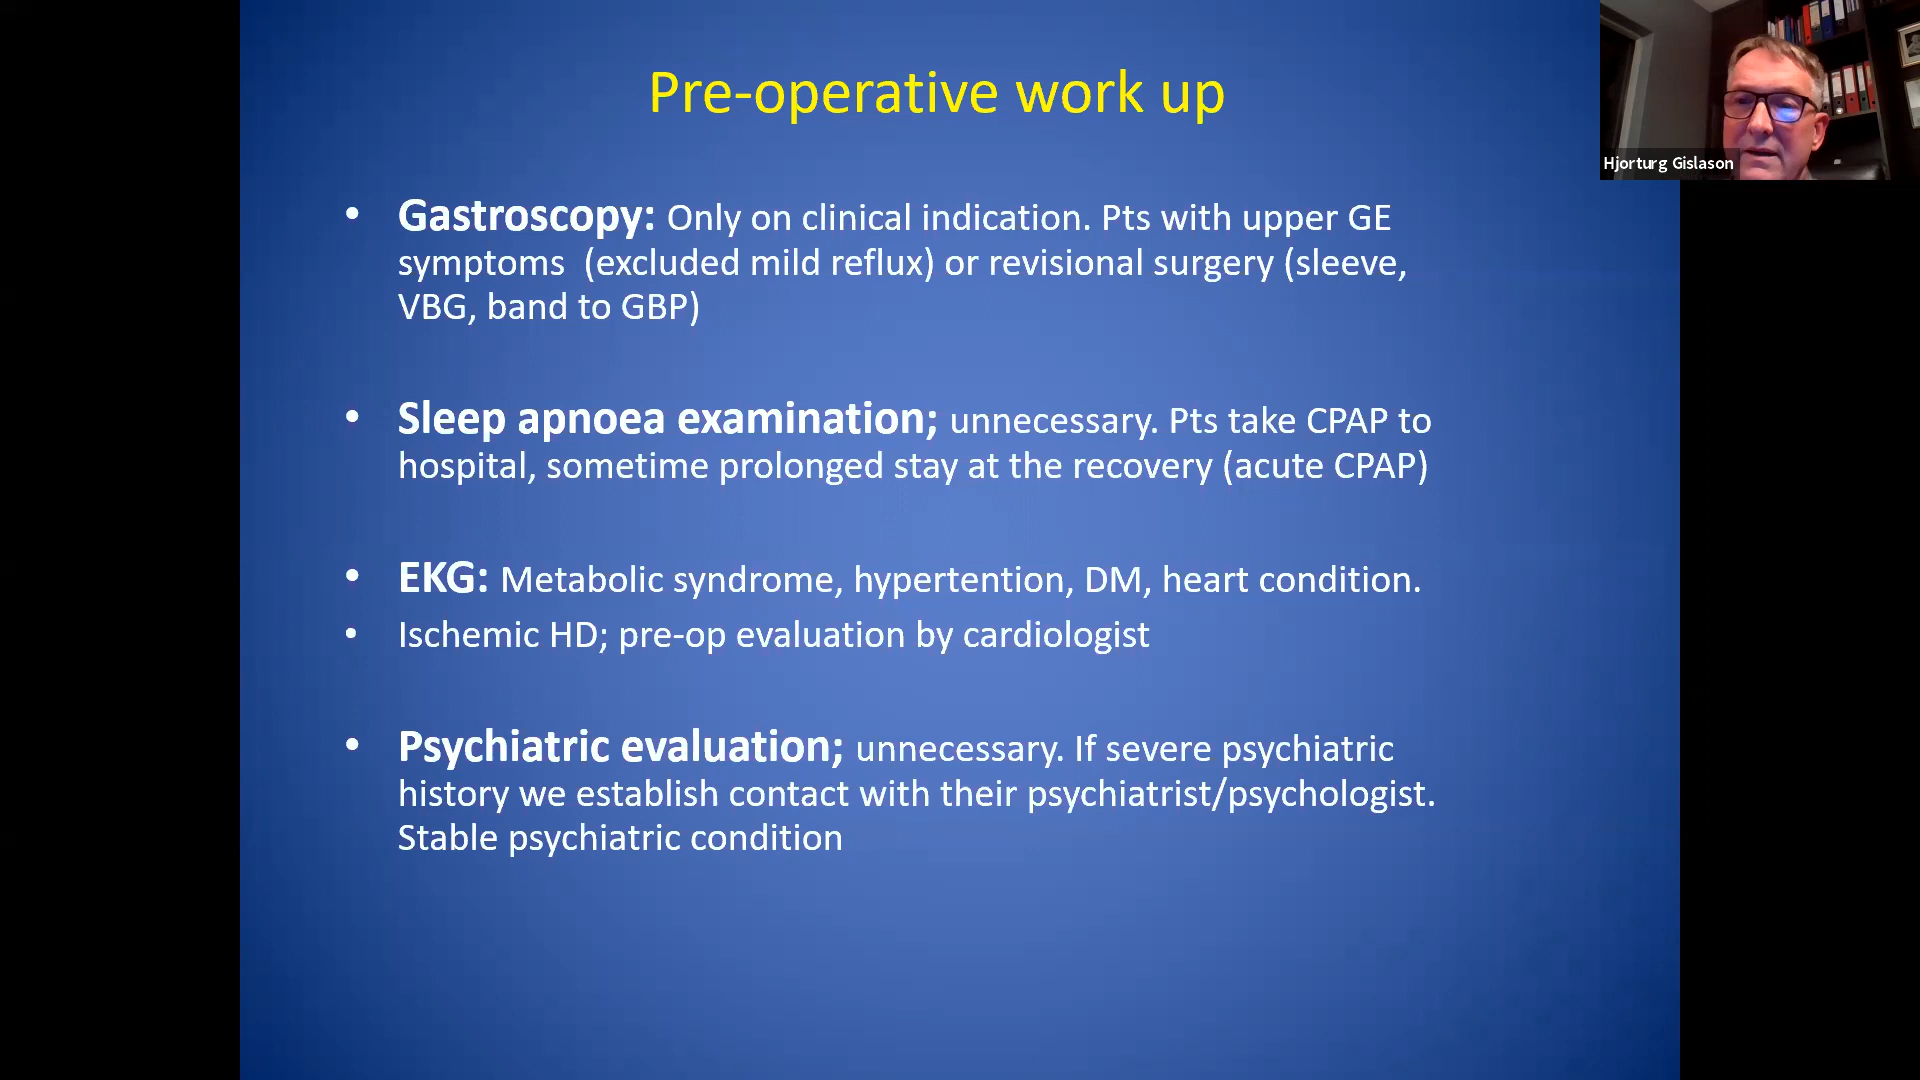 Pre-operative work up
• Gastroscopy: Only on clinical indication. Pts with upper GE
symptoms  (excluded mild reflux) or revisional surgery (sleeve,
VBG, band to GBP)
• Sleep apnoea examination; unnecessary. Pts take CPAP to
hospital, sometime prolonged stay at the recovery (acute CPAP)
• EKG: Metabolic syndrome, hypertention, DM, heart condition.
• Ischemic HD; pre-op evaluation by cardiologist
• Psychiatric evaluation; unnecessary. If severe psychiatric
history we establish contact with their psychiatrist/psychologist.
Stable psychiatric condition
Hjorturg Gislason